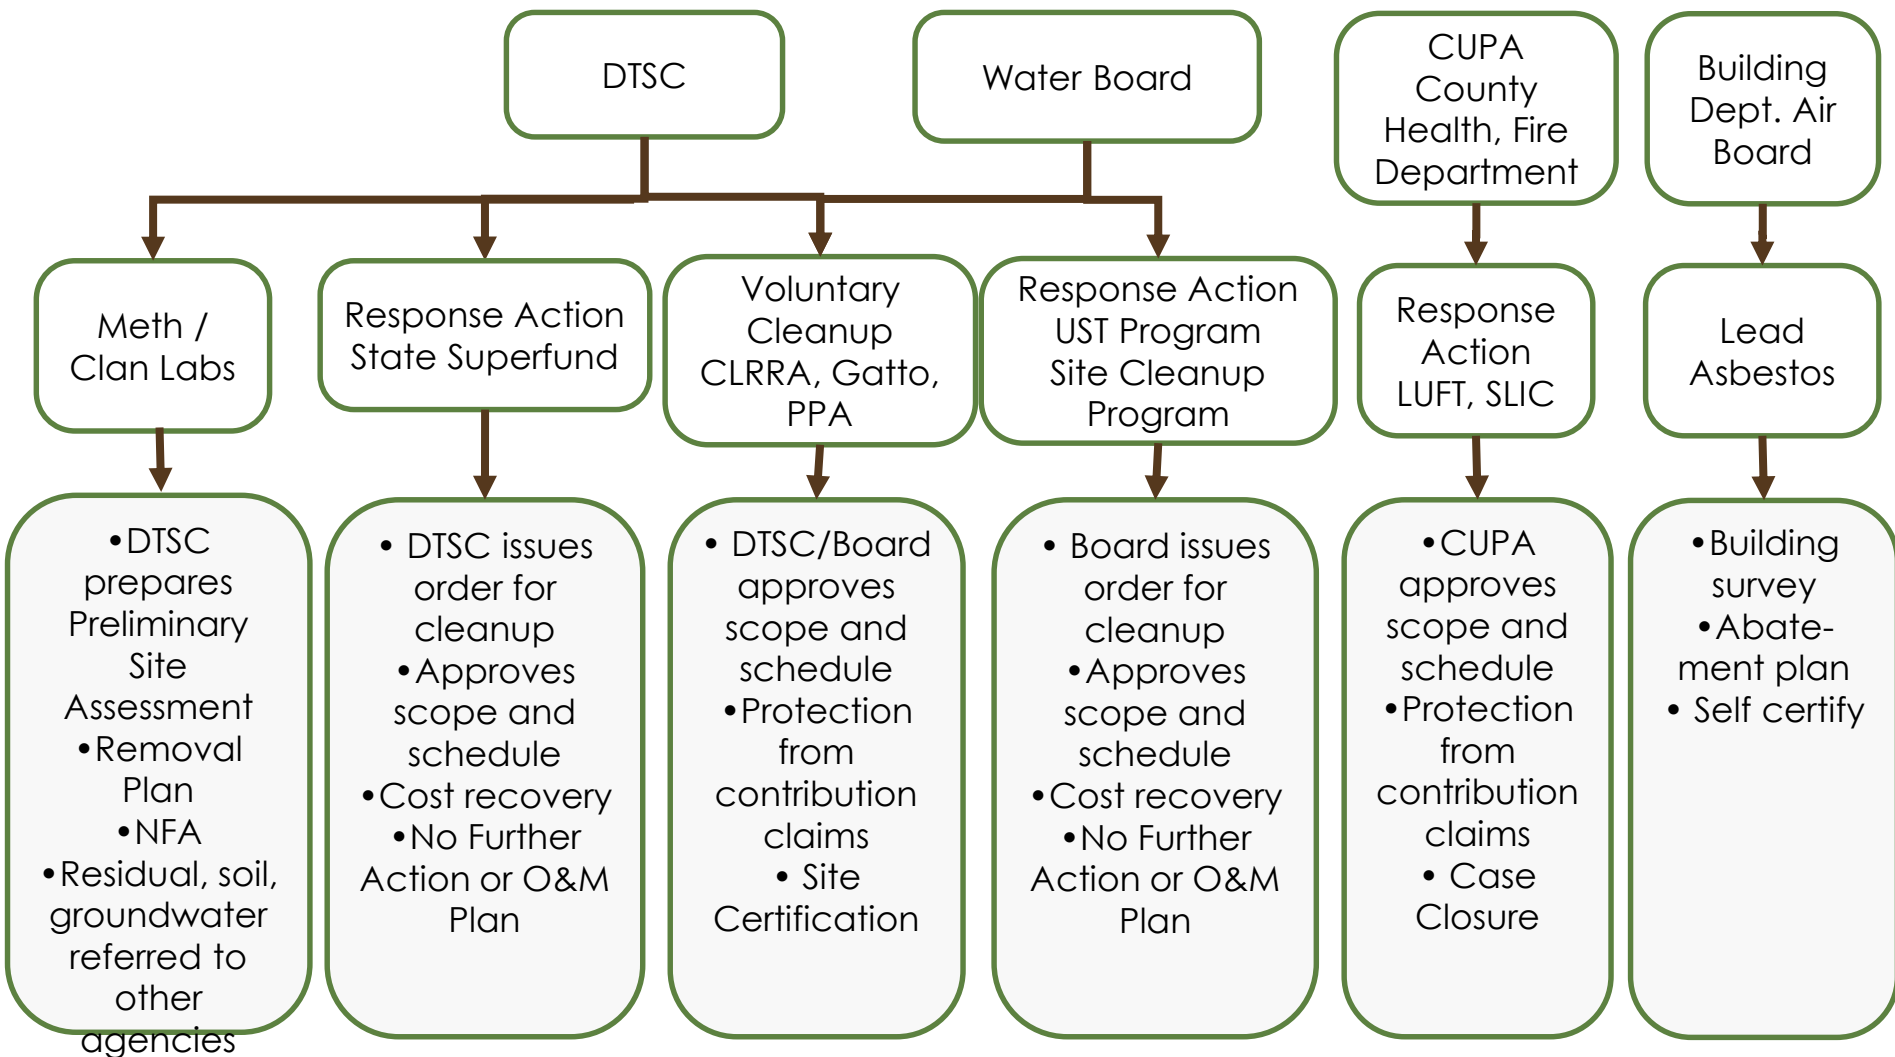 DTSC
Water Board
CUPA
County
Health, Fire
Department
Building
Dept. Air
Board
Meth /
Clan Labs
Response Action
State Superfund
Voluntary
Cleanup
CLRRA, Gatto,
PPA
Response Action
UST Program
Site Cleanup
Program
Response
Action
LUFT, SLIC
Lead
Asbestos
•DTSC
prepares
Preliminary
Site
Assessment
•Removal
Plan
•NFA
•Residual, soil,
groundwater
referred to
other
agencies
• DTSC issues
order for
cleanup
•Approves
scope and
schedule
•Cost recovery
•No Further
Action or O&M
Plan
• DTSC/Board
approves
scope and
schedule
•Protection
from
contribution
claims
• Site
Certification
• Board issues
order for
cleanup
•Approves
scope and
schedule
•Cost recovery
•No Further
Action or O&M
Plan
•CUPA
approves
scope and
schedule
•Protection
from
contribution
claims
• Case
Closure
•Building
survey
•Abate-
ment plan
• Self certify